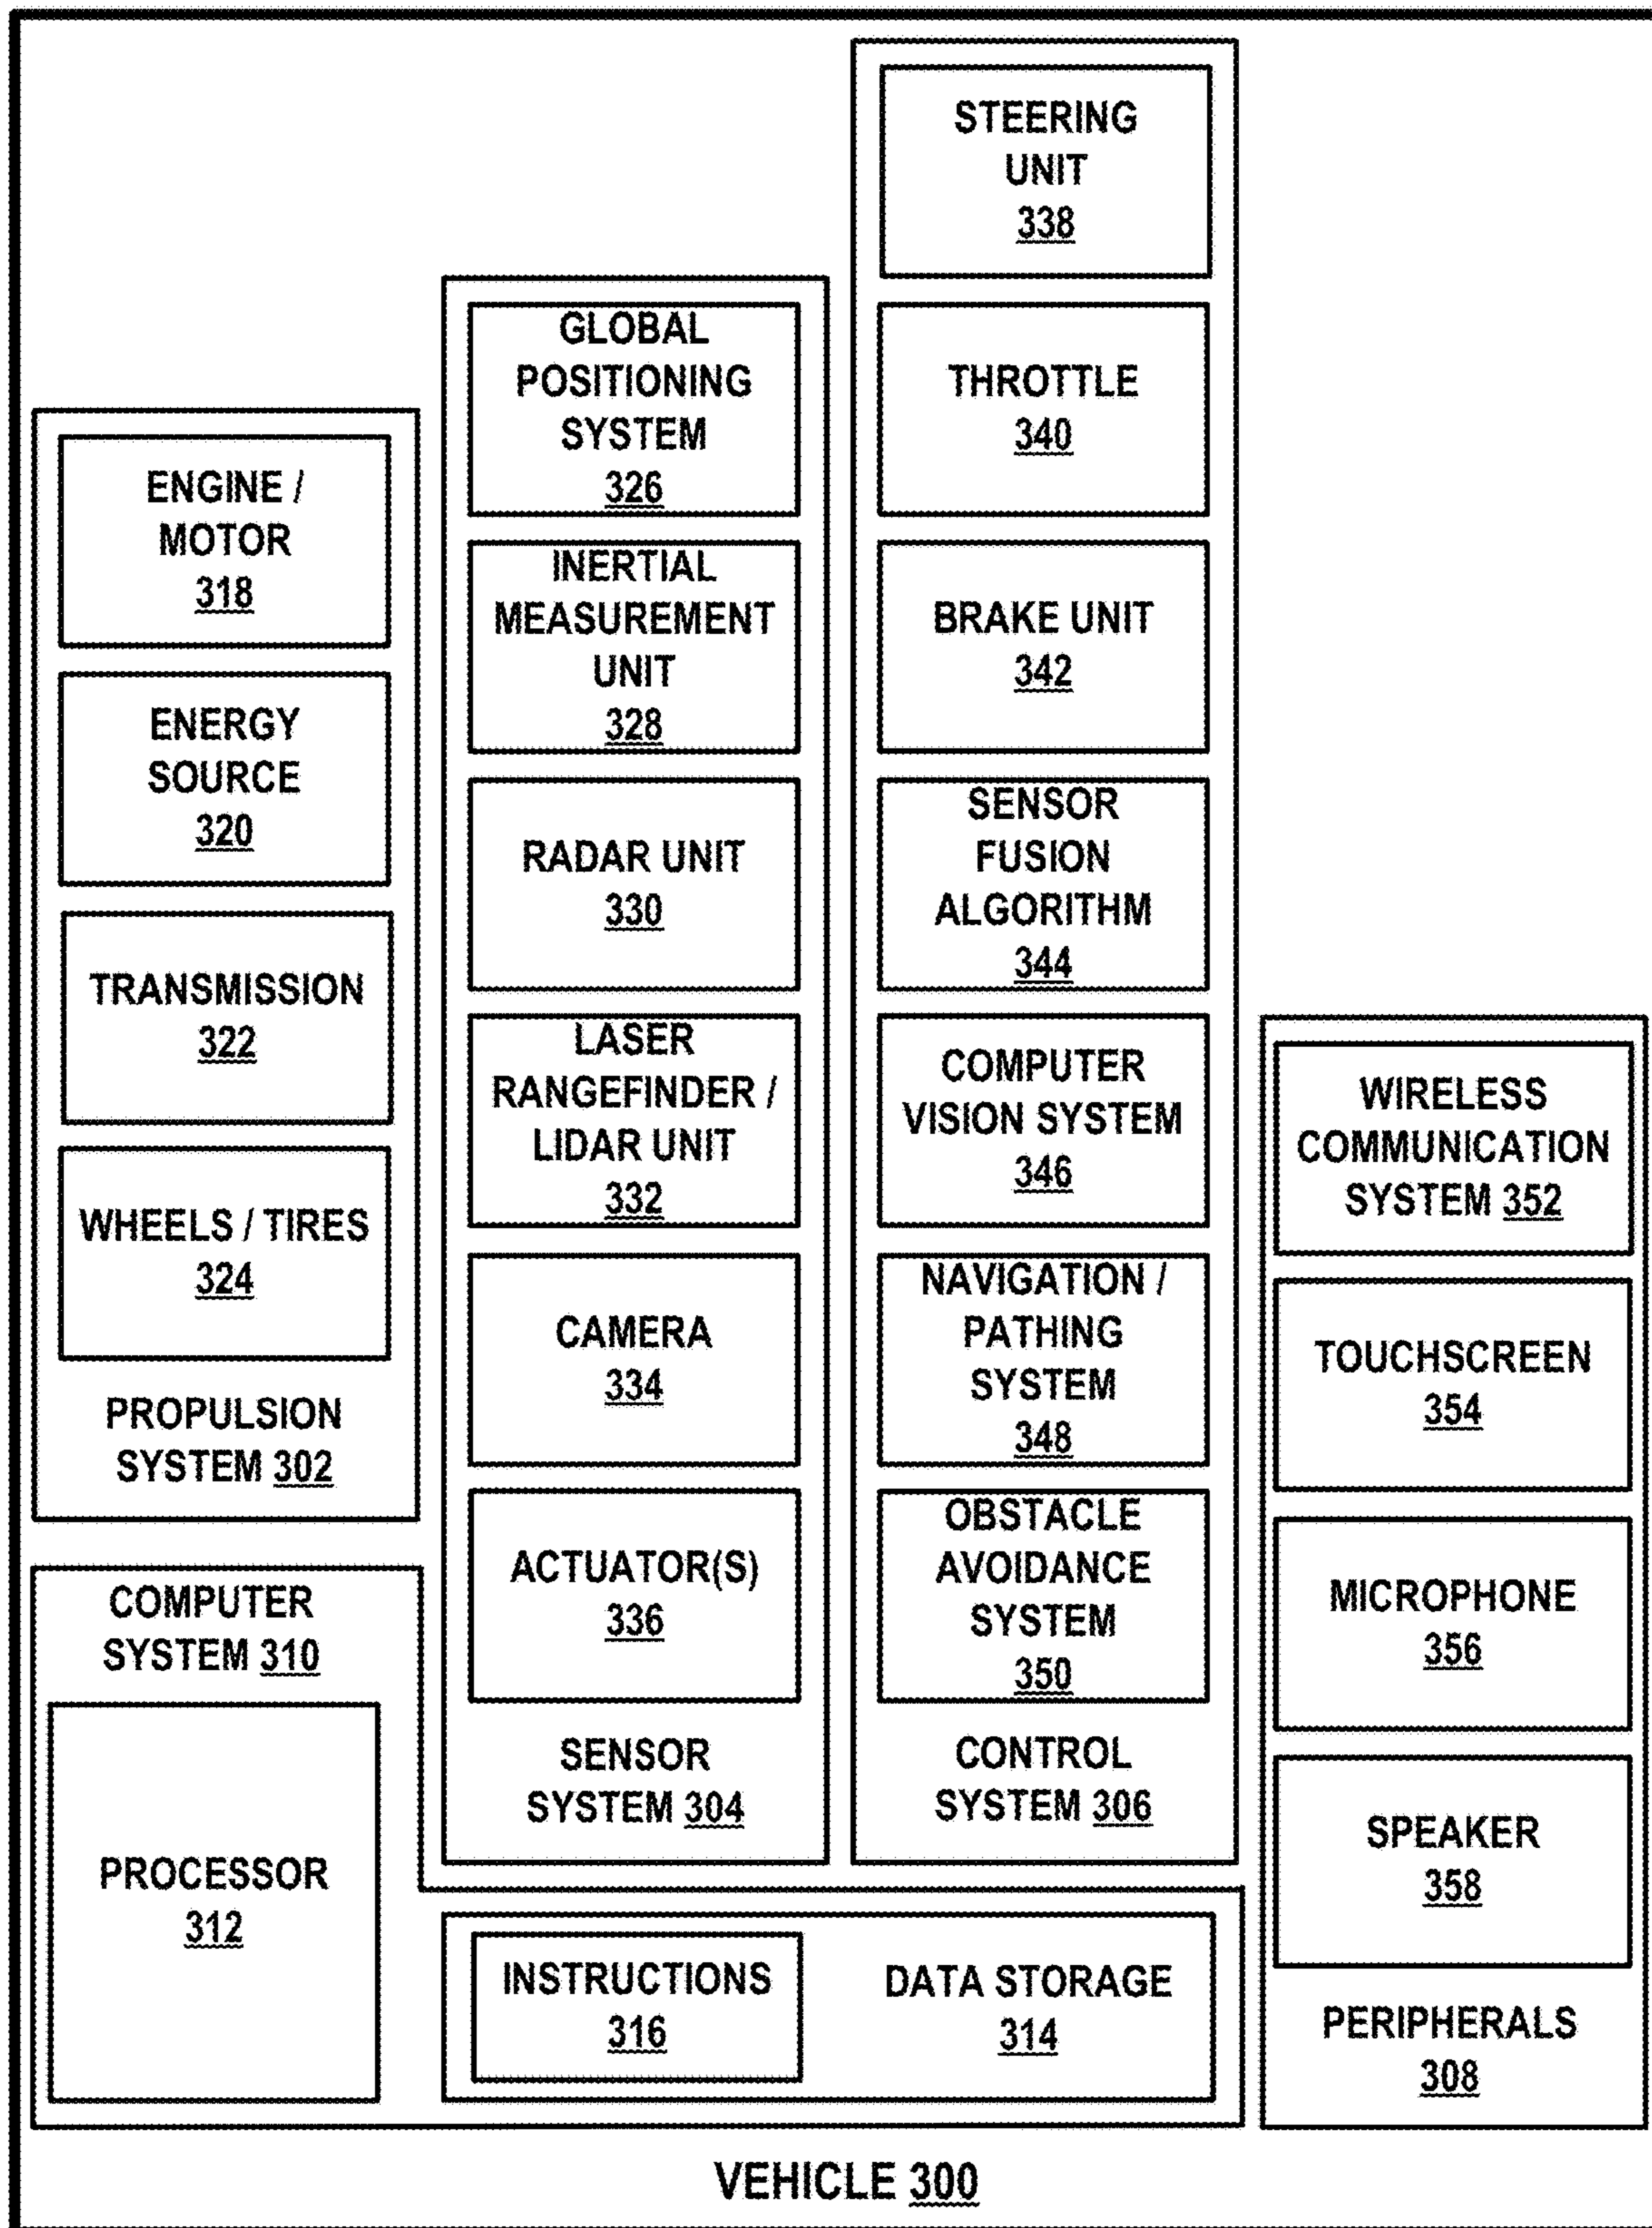 ENGINE /
MOTOR
318
ENERGY
SOURCE
320
TRANSMISSION
322
WHEELS / TIRES
324
PROPULSION
SYSTEM 302
GLOBAL
POSITIONING
SYSTEM
326
INERTIAL
MEASUREMENT
UNIT
328
RADAR UNIT
330
LASER
RANGEFINDER /
LIDAR UNIT
332
CAMERA
334
ACTUATOR(S)
336
SENSOR
SYSTEM 304
STEERING
UNIT
338
THROTTLE
340
BRAKE UNIT
342
SENSOR
FUSION
ALGORITHM
344
COMPUTER
VISION SYSTEM
346
NAVIGATION /
PATHING
SYSTEM
348
OBSTACLE
AVOIDANCE
SYSTEM
350
CONTROL
SYSTEM 306
WIRELESS
COMMUNICATION
SYSTEM 352
TOUCHSCREEN
354
MICROPHONE
356
SPEAKER
358
PERIPHERALS
308
COMPUTER
SYSTEM 310
PROCESSOR
312
INSTRUCTIONS
316
DATA STORAGE
314
VEHICLE 300